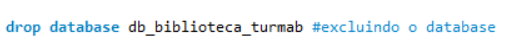 drop database db_biblioteca_turmab #excluindo o database